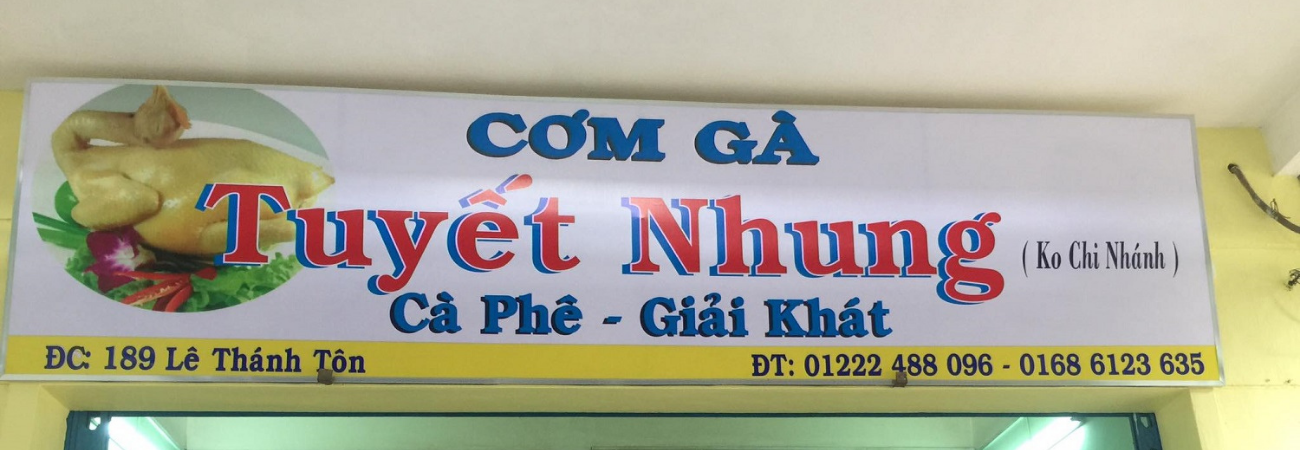 CƠM GÀ
Tuyết Nhung ( Ko Chi Nhánh )
Cà Phê - Giải Khát
ĐC: 189 Lê Thánh Tôn ĐT: 01222 488 096 - 0168 6123 635